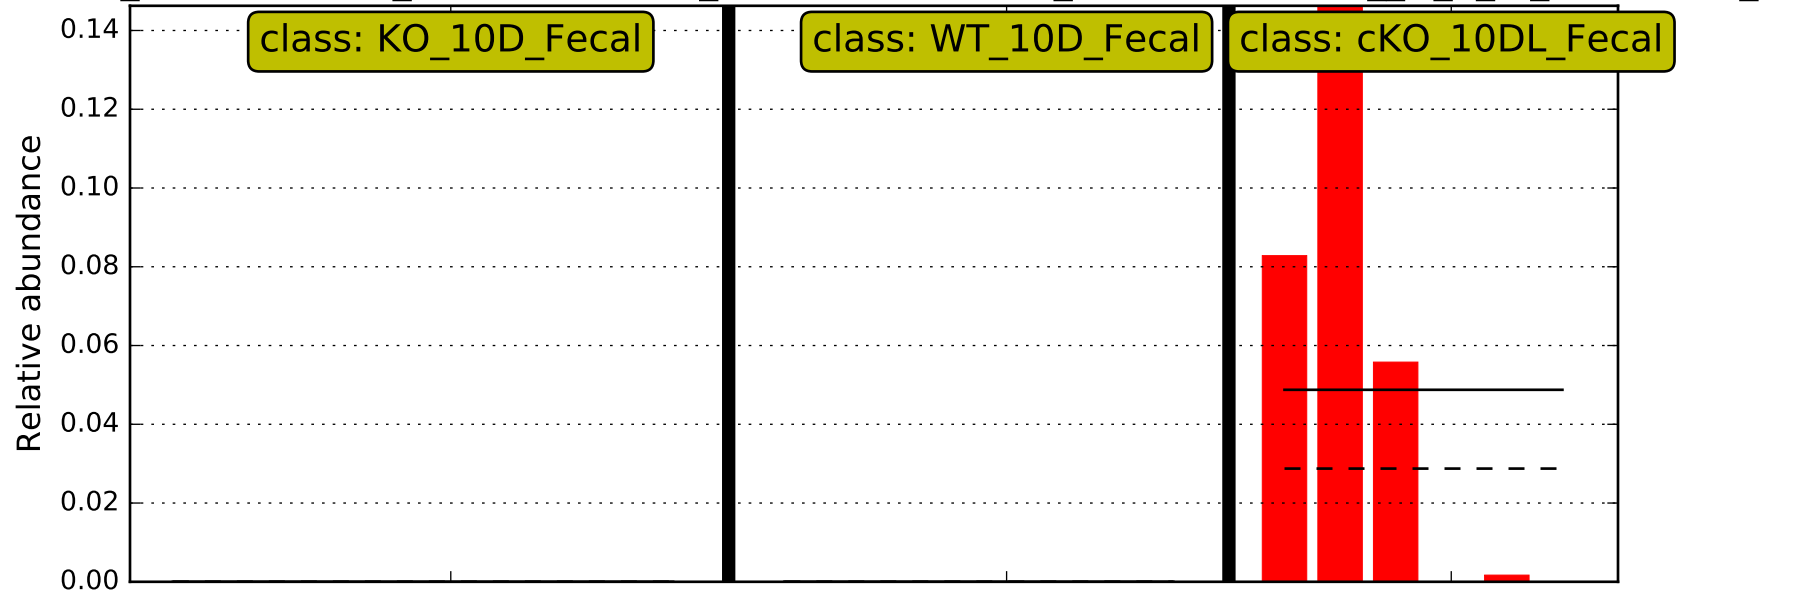 class: KO_10D_Fecal
class: WT_10D_Fecal
class: cKO_10DL_Fecal
0.14
0.12
0.10
0.08
0.06
0.04
0.02
0.00
Relative abundance